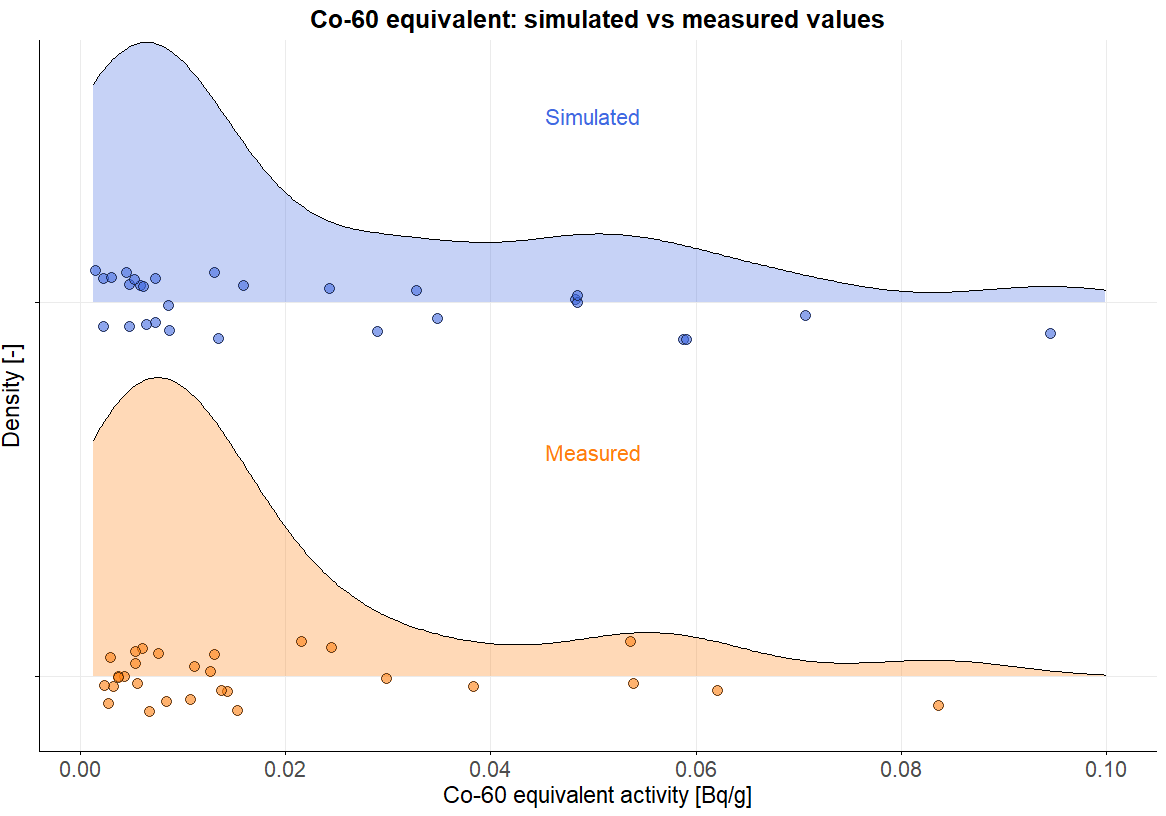 Co-60 equivalent: simulated vs measured values
Simulated
Measured
Density [-]
0.00 0.02 0.04 0.06 0.08 0.10
Co-60 equivalent activity [Bq/g]